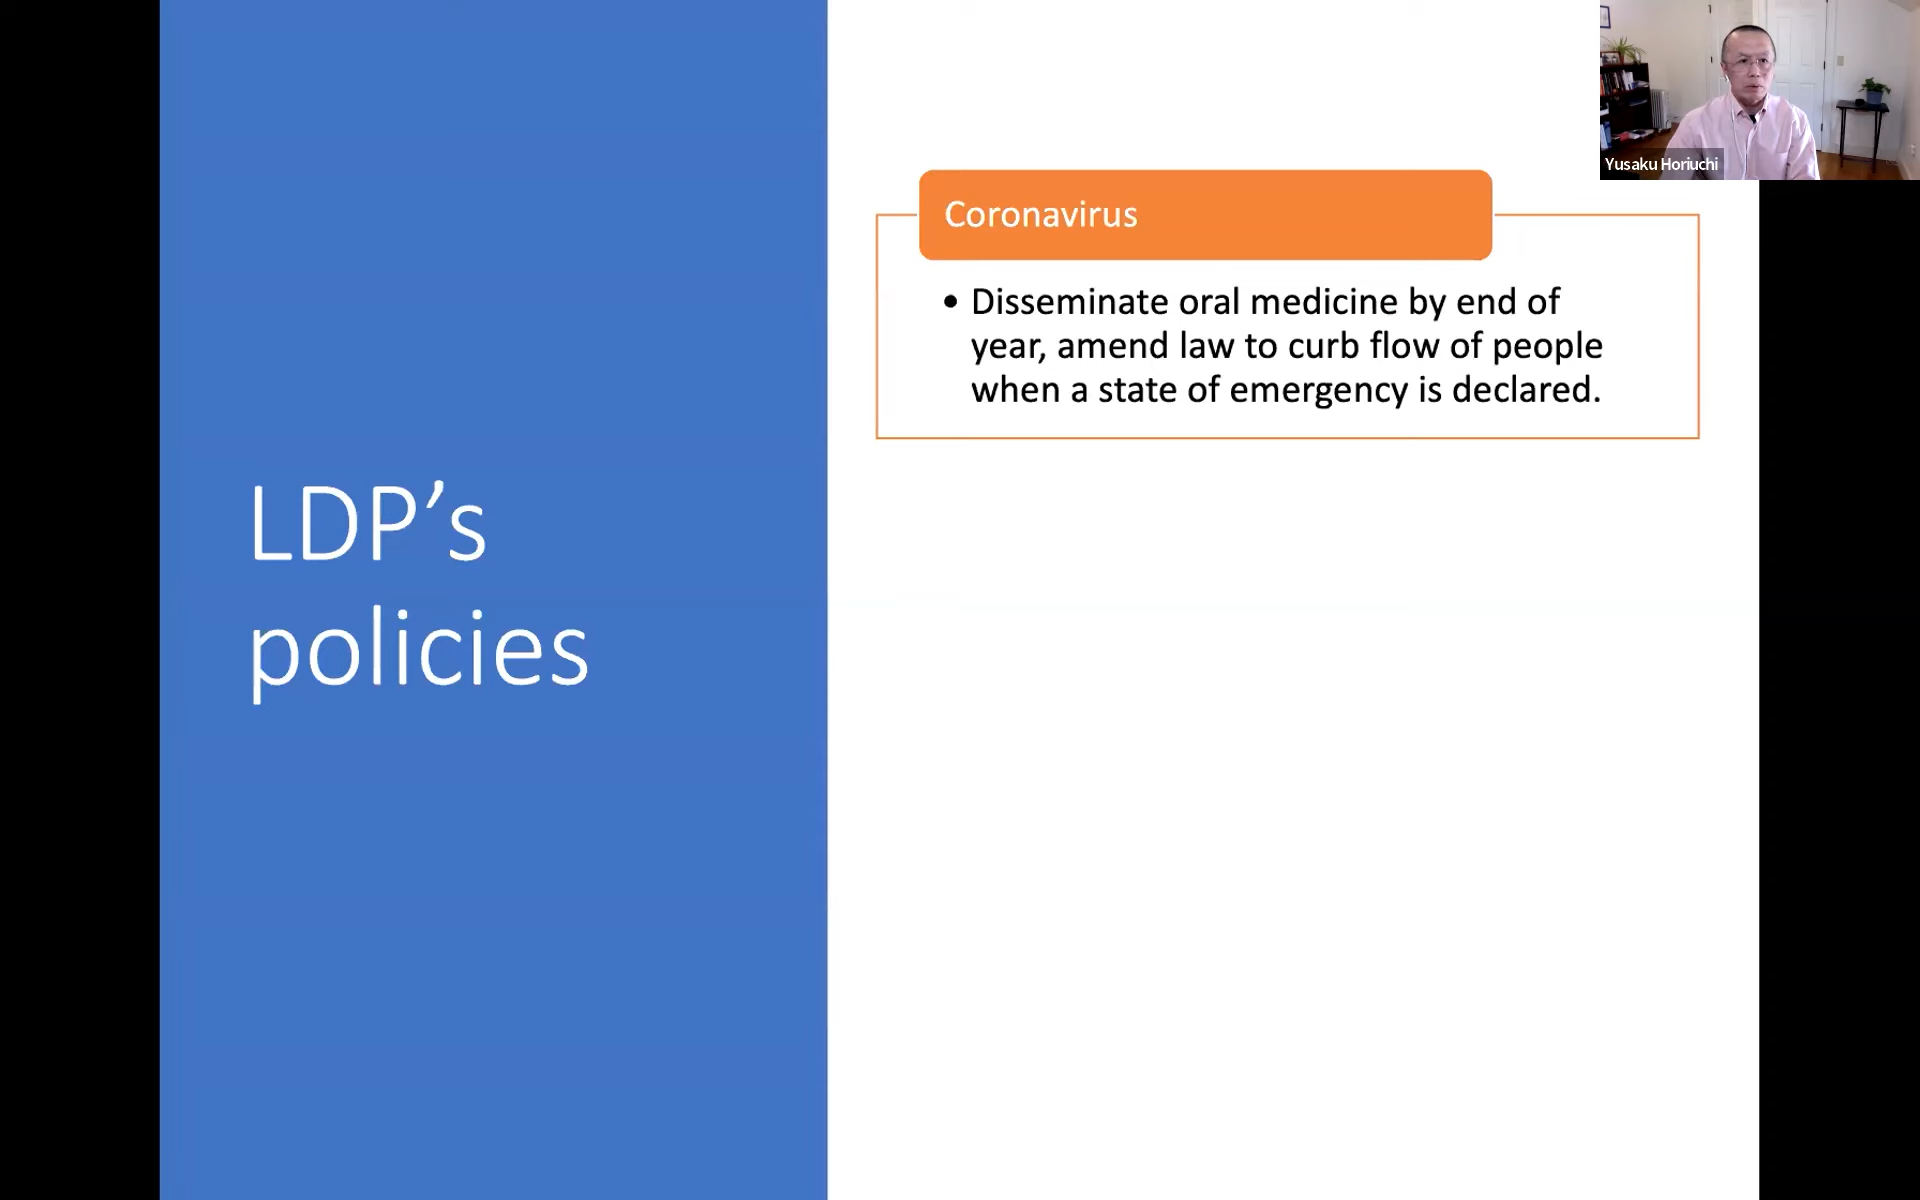 Yusaku Horiuchi
LDP’s
policies
Coronavirus
• Disseminate oral medicine by end of
year, amend law to curb flow of people
when a state of emergency is declared.